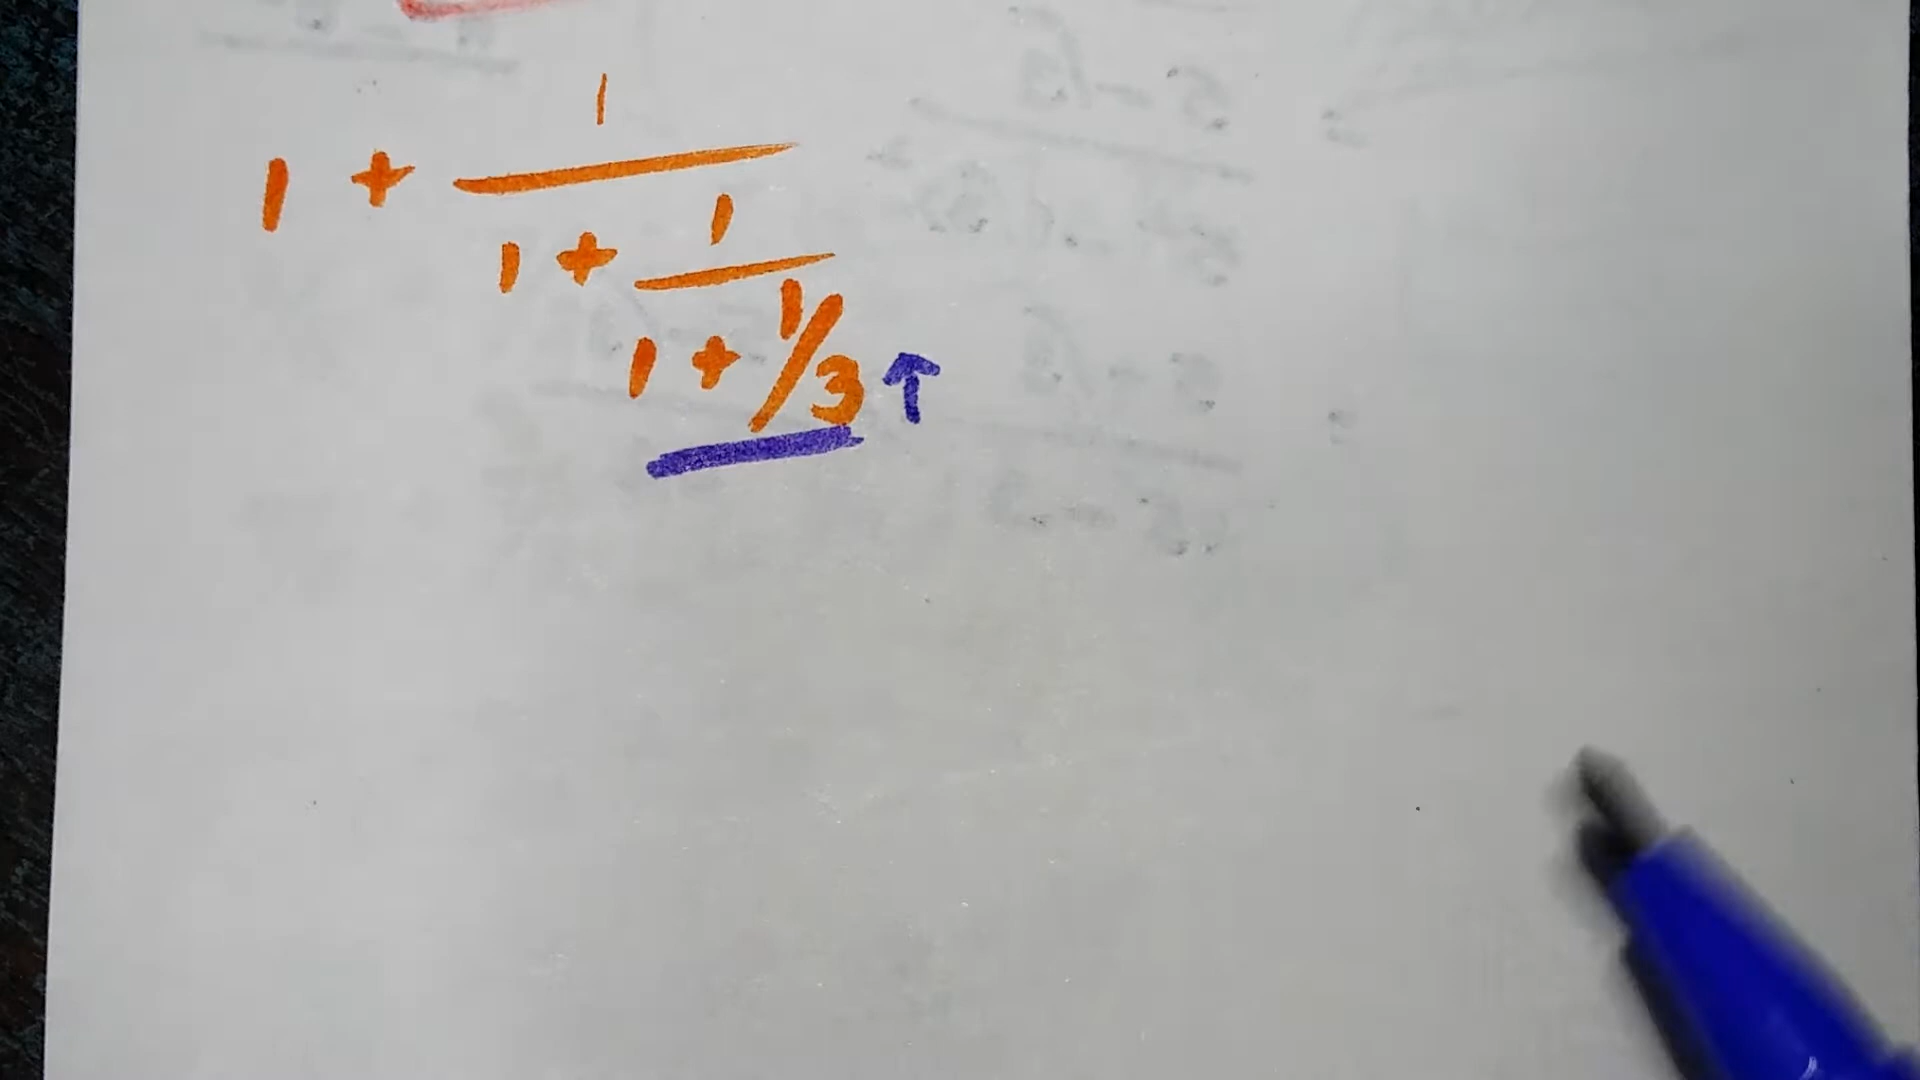 1
1 + ―――
1
1 + ―――
1 + 1/3 ↑